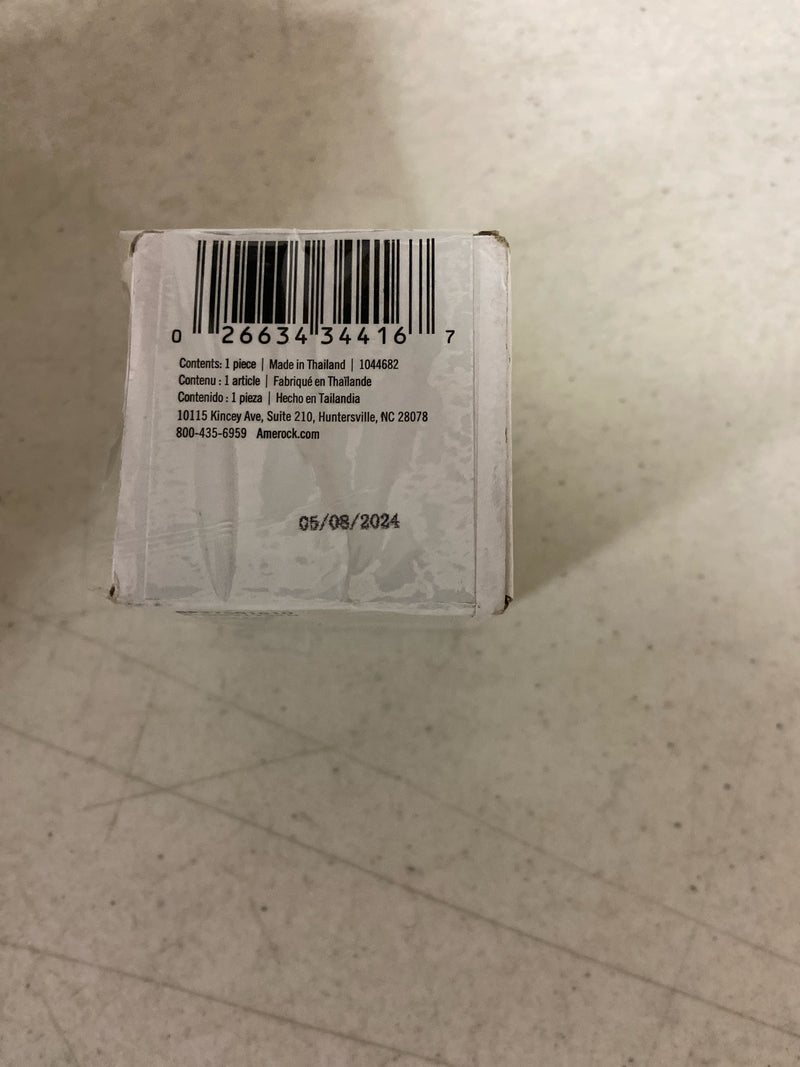 0 26634 34416 7
Contents: 1 piece | Made in Thailand | 1044682
Contenu : 1 article | Fabriqué en Thaïlande
Contenido : 1 pieza | Hecho en Tailandia
10115 Kincey Ave, Suite 210, Huntersville, NC 28078
800-435-6959 Amerock.com
05/08/2024